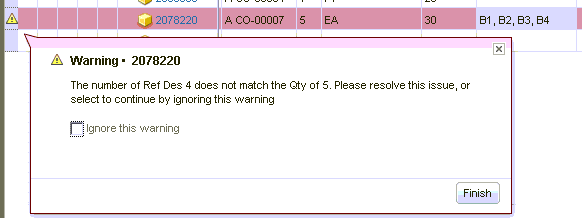 2078220 A CO-00007 5 EA 30 B1, B2, B3, B4
Warning • 2078220
The number of Ref Des 4 does not match the Qty of 5. Please resolve this issue, or
select to continue by ignoring this warning
Ignore this warning
Finish